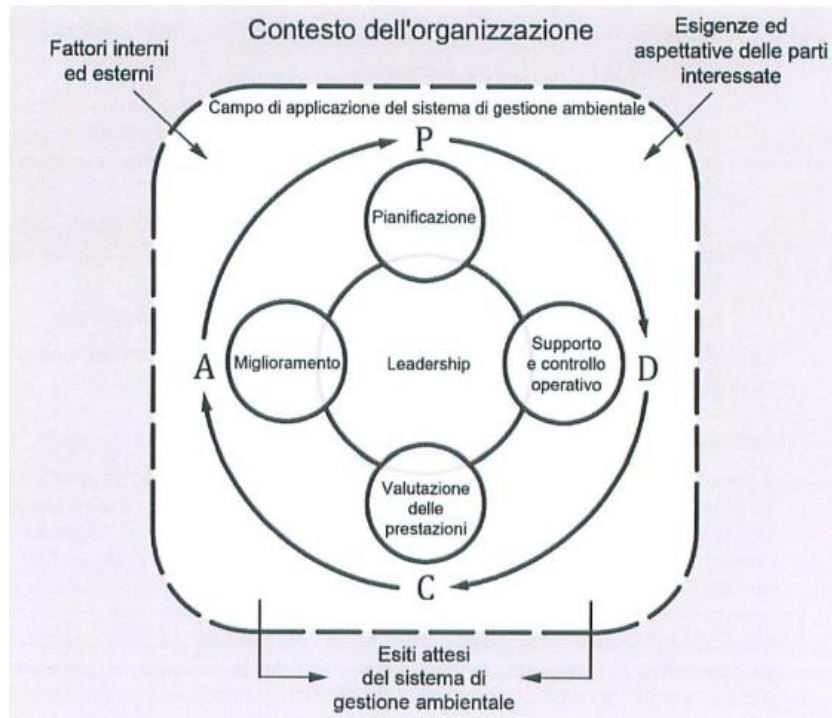 Contesto dell'organizzazione
Fattori interni
ed esterni
Esigenze ed
aspettative delle parti
interessate
Campo di applicazione del sistema di gestione ambientale
P
Pianificazione
A
Miglioramento
Leadership
Supporto
e controllo
operativo
D
Valutazione
delle
prestazioni
C
Esiti attesi
del sistema di
gestione ambientale